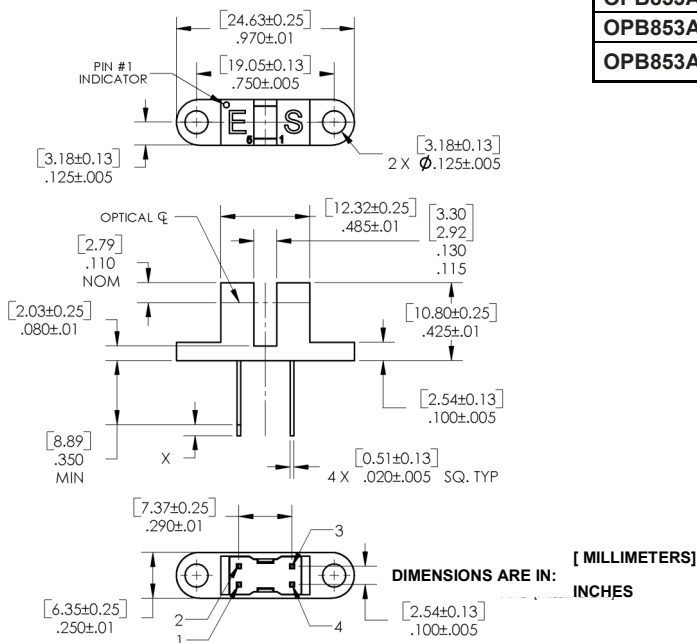 OPB853A
OPB853A
OPB853A
[24.63±0.25]
.970±.01
[19.05±0.13]
.750±.005
PIN #1
INDICATOR
E
S
6
1
[3.18±0.13]
.125±.005
[3.18±0.13]
2 X Ø.125±.005
OPTICAL ℄
[12.32±0.25]
.485±.01
[3.30
2.92]
.130
.115
[2.79]
.110
NOM
[2.03±0.25]
.080±.01
[10.80±0.25]
.425±.01
[2.54±0.13]
.100±.005
[8.89]
.350
MIN
X
[0.51±0.13]
4 X .020±.005 SQ. TYP
[7.37±0.25]
.290±.01
3
[6.35±0.25]
.250±.01
2
1
4
[2.54±0.13]
.100±.005
[ MILLIMETERS]
DIMENSIONS ARE IN:
INCHES